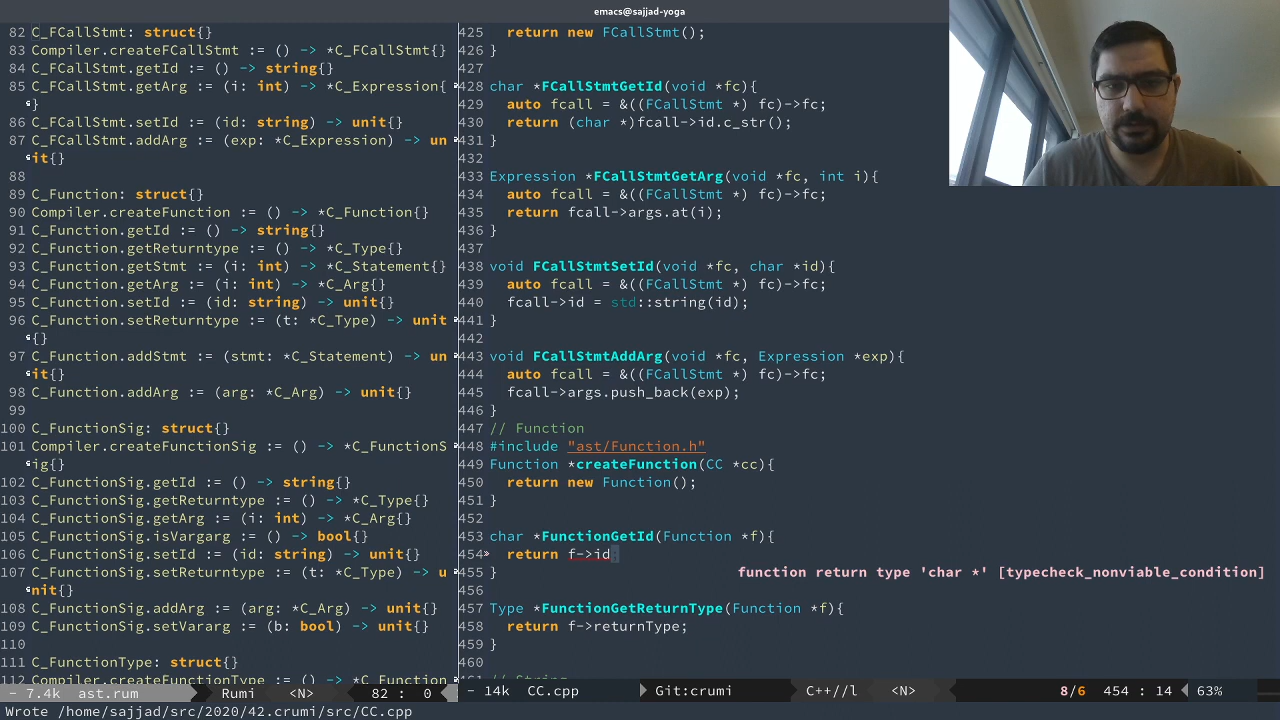 emacs@sajjad-yoga
82 C_FCallStmt: struct{}
83 Compiler.createFCallStmt := () -> *C_FCallStmt{}
84 C_FCallStmt.getId := () -> string{}
85 C_FCallStmt.getArg := (i: int) -> *C_Expression{
}
86 C_FCallStmt.setId := (id: string) -> unit{}
87 C_FCallStmt.addArg := (exp: *C_Expression) -> un
it{}
88
89 C_Function: struct{}
90 Compiler.createFunction := () -> *C_Function{}
91 C_Function.getId := () -> string{}
92 C_Function.getReturntype := () -> *C_Type{}
93 C_Function.getStmt := (i: int) -> *C_Statement{}
94 C_Function.getArg := (i: int) -> *C_Arg{}
95 C_Function.setId := (id: string) -> unit{}
96 C_Function.setReturntype := (t: *C_Type) -> unit
{}
97 C_Function.addStmt := (stmt: *C_Statement) -> un
it{}
98 C_Function.addArg := (arg: *C_Arg) -> unit{}
99
100 C_FunctionSig: struct{}
101 Compiler.createFunctionSig := () -> *C_FunctionS
ig{}
102 C_FunctionSig.getId := () -> string{}
103 C_FunctionSig.getReturntype := () -> *C_Type{}
104 C_FunctionSig.getArg := (i: int) -> *C_Arg{}
105 C_FunctionSig.isVargarg := () -> bool{}
106 C_FunctionSig.setId := (id: string) -> unit{}
107 C_FunctionSig.setReturntype := (t: *C_Type) -> u
nit{}
108 C_FunctionSig.addArg := (arg: *C_Arg) -> unit{}
109 C_FunctionSig.setVararg := (b: bool) -> unit{}
110
111 C_FunctionType: struct{}
112 Compiler.createFunctionType := () -> *C_Function
- 7.4k ast.rum Rumi <N> 82 : 0
425 return new FCallStmt();
426 }
427
428 char *FCallStmtGetId(void *fc){
429 auto fcall = &((FCallStmt *) fc)->fc;
430 return (char *)fcall->id.c_str();
431 }
432
433 Expression *FCallStmtGetArg(void *fc, int i){
434 auto fcall = &((FCallStmt *) fc)->fc;
435 return fcall->args.at(i);
436 }
437
438 void FCallStmtSetId(void *fc, char *id){
439 auto fcall = &((FCallStmt *) fc)->fc;
440 fcall->id = std::string(id);
441 }
442
443 void FCallStmtAddArg(void *fc, Expression *exp){
444 auto fcall = &((FCallStmt *) fc)->fc;
445 fcall->args.push_back(exp);
446 }
447 // Function
448 #include "ast/Function.h"
449 Function *createFunction(CC *cc){
450 return new Function();
451 }
452
453 char *FunctionGetId(Function *f){
454 return f->id;
455 } function return type 'char *' [typecheck_nonviable_condition]
456
457 Type *FunctionGetReturnType(Function *f){
458 return f->returnType;
459 }
460
461 // String
- 14k CC.cpp Git:crumi C++//l <N> 8/6 454 : 14 63%
Wrote /home/sajjad/src/2020/42.crumi/src/CC.cpp